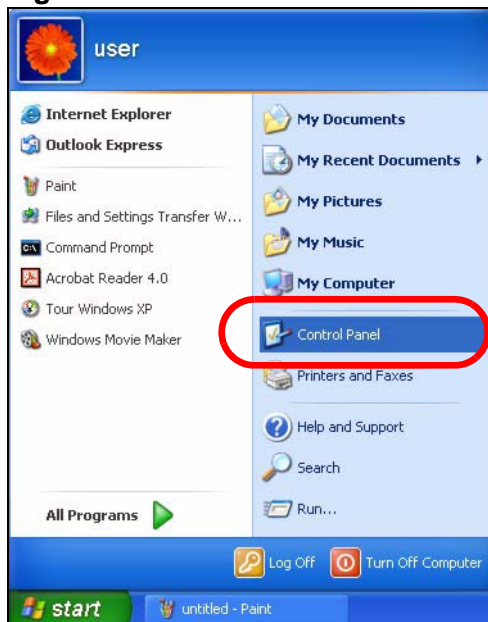 user
Internet Explorer
Outlook Express
Paint
Files and Settings Transfer W...
Command Prompt
Acrobat Reader 4.0
Tour Windows XP
Windows Movie Maker
All Programs
My Documents
My Recent Documents
My Pictures
My Music
My Computer
Control Panel
Printers and Faxes
Help and Support
Search
Run...
Log Off
Turn Off Computer
start
untitled - Paint